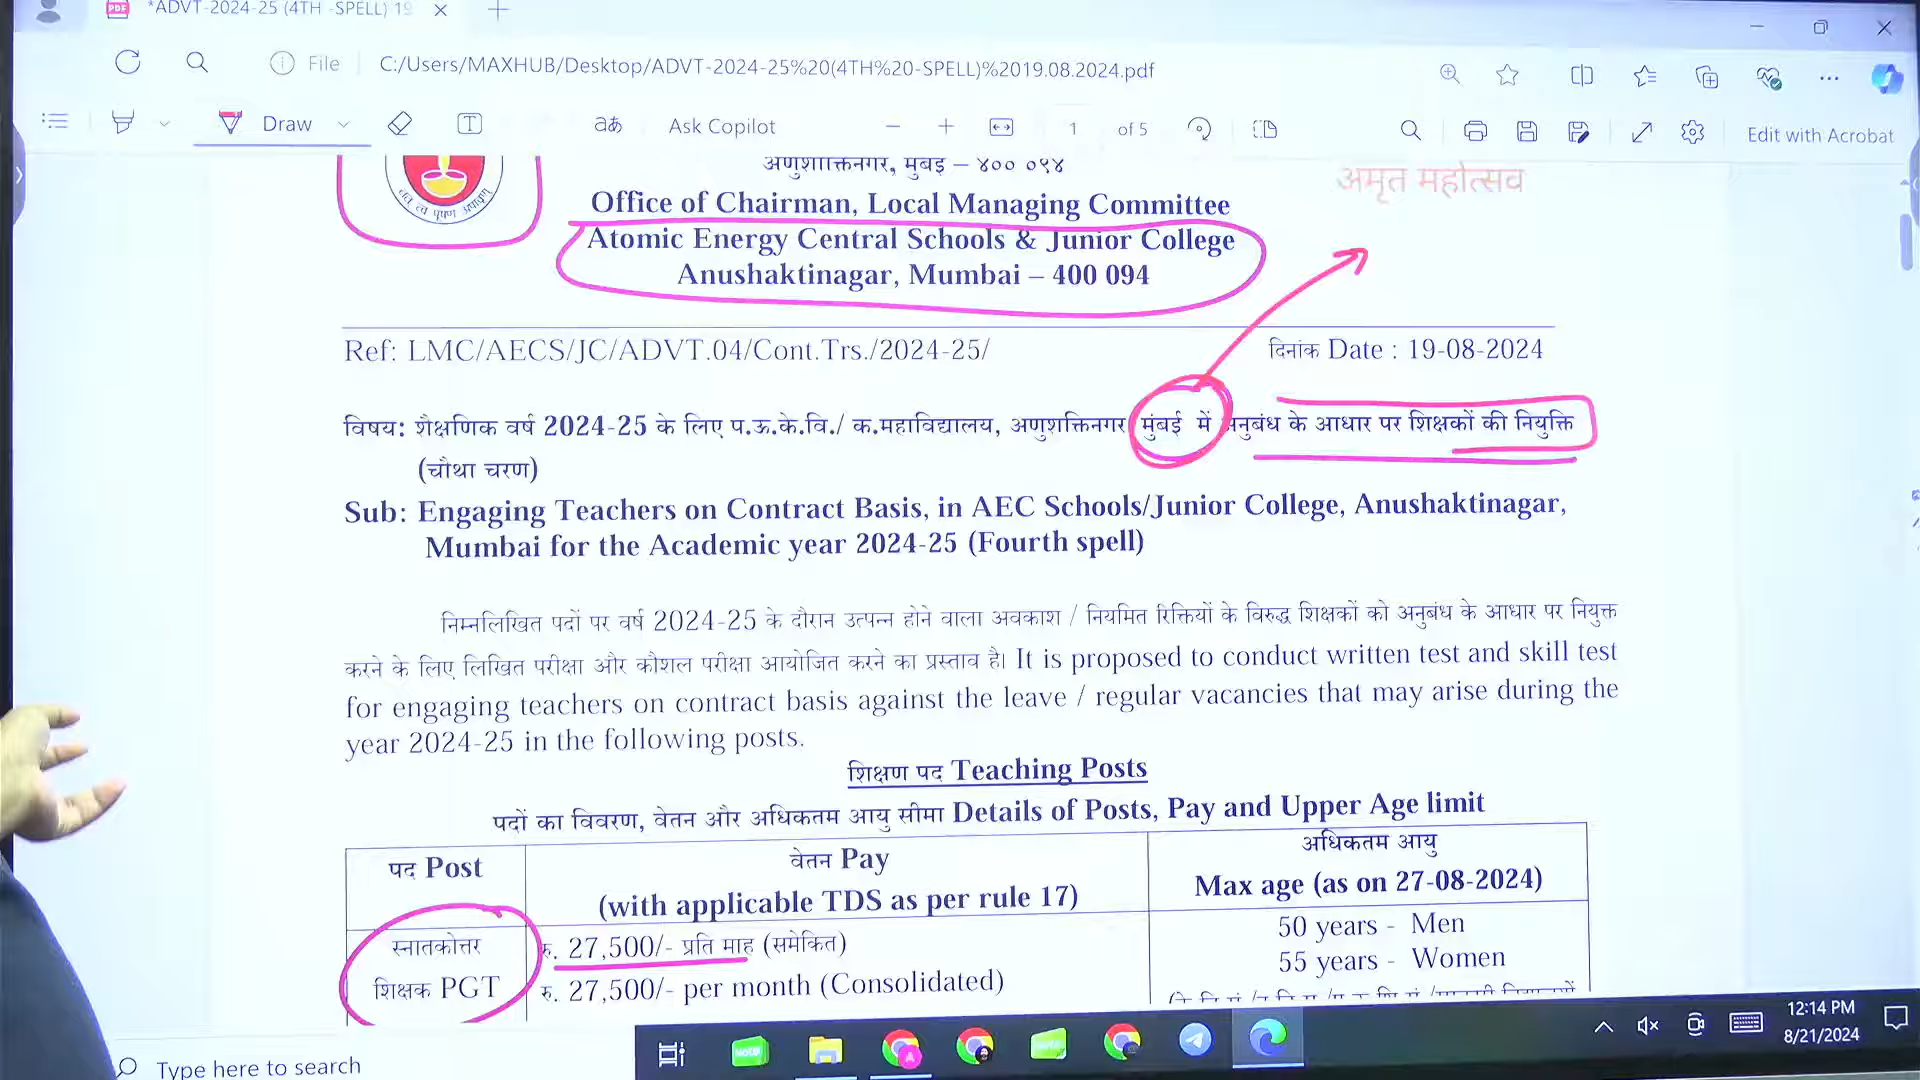 *ADVT-2024-25 (4TH -SPELL) 19
File
C:/Users/MAXHUB/Desktop/ADVT-2024-25%20(4TH%20-SPELL)%2019.08.2024.pdf
Draw
Ask Copilot
1 of 5
Edit with Acrobat
अणुशाक्तिनगर, मुंबई – ४०० ०९४
अमृत महोत्सव
Office of Chairman, Local Managing Committee
Atomic Energy Central Schools & Junior College
Anushaktinagar, Mumbai – 400 094
Ref: LMC/AECS/JC/ADVT.04/Cont.Trs./2024-25/
दिनांक Date : 19-08-2024
विषय: शैक्षणिक वर्ष 2024-25 के लिए प.ऊ.के.वि./ क.महाविद्यालय, अणुशक्तिनगर मुंबई में अनुबंध के आधार पर शिक्षकों की नियुक्ति
(चौथा चरण)
Sub: Engaging Teachers on Contract Basis, in AEC Schools/Junior College, Anushaktinagar,
Mumbai for the Academic year 2024-25 (Fourth spell)
निम्नलिखित पदों पर वर्ष 2024-25 के दौरान उत्पन्न होने वाला अवकाश / नियमित रिक्तियों के विरुद्ध शिक्षकों को अनुबंध के आधार पर नियुक्त
करने के लिए लिखित परीक्षा और कौशल परीक्षा आयोजित करने का प्रस्ताव है। It is proposed to conduct written test and skill test
for engaging teachers on contract basis against the leave / regular vacancies that may arise during the
year 2024-25 in the following posts.
शिक्षण पद Teaching Posts
पदों का विवरण, वेतन और अधिकतम आयु सीमा Details of Posts, Pay and Upper Age limit
पद Post
वेतन Pay
(with applicable TDS as per rule 17)
अधिकतम आयु
Max age (as on 27-08-2024)
स्नातकोत्तर
शिक्षक PGT
रु. 27,500/- प्रति माह (समेकित)
रु. 27,500/- per month (Consolidated)
50 years - Men
55 years - Women
Type here to search
12:14 PM
8/21/2024